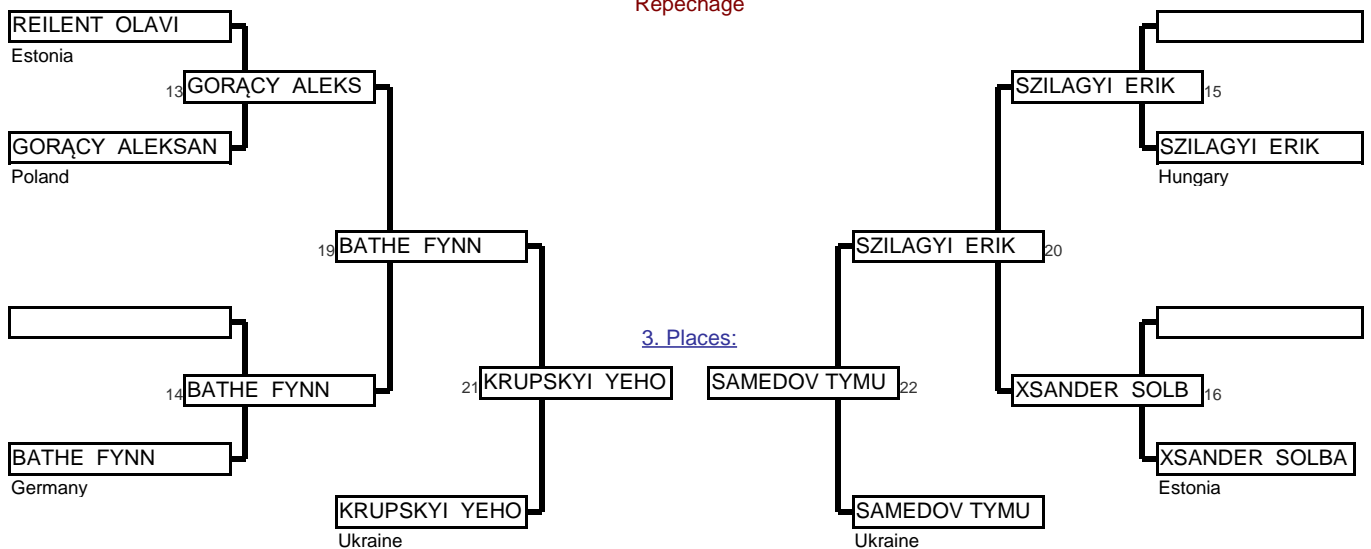 Repechage
REILENT OLAVI
Estonia
13 GORĄCY ALEKS
SZILAGYI ERIK 15
GORĄCY ALEKSAN
Poland
SZILAGYI ERIK
Hungary
19 BATHE FYNN
SZILAGYI ERIK 20
3. Places:
14 BATHE FYNN
21 KRUPSKYI YEHO
SAMEDOV TYMU 22
XSANDER SOLB 16
BATHE FYNN
Germany
XSANDER SOLBA
Estonia
KRUPSKYI YEHO
Ukraine
SAMEDOV TYMU
Ukraine